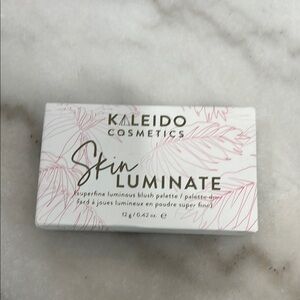 KALEIDO
COSMETICS
Skin
LUMINATE
(superfine luminous blush palette / palette de
fard à joues lumineux en poudre super fine)
12 g / 0.42 oz. ℮